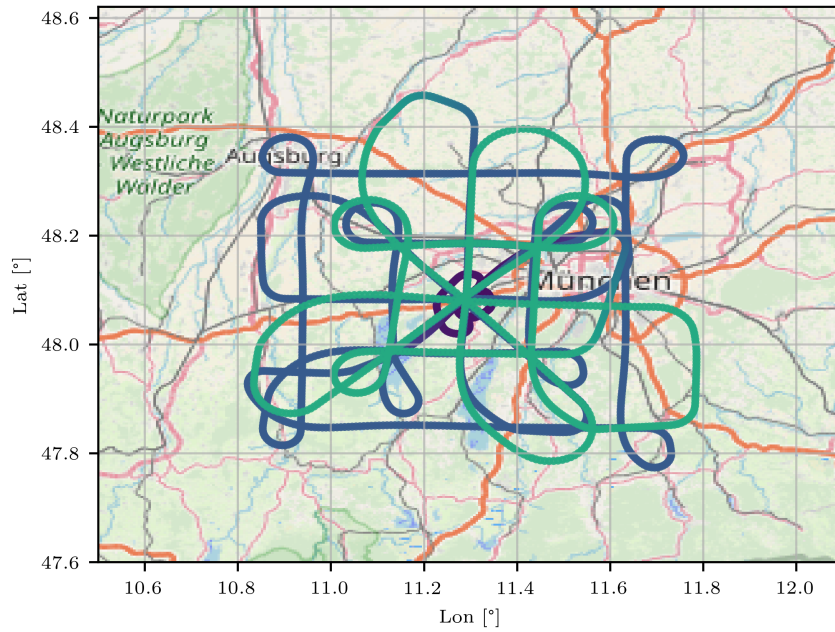 48.6
48.4
48.2
48.0
47.8
47.6
Lat [°]
Naturpark
Augsburg
Westliche
Wälder
Augsburg
München
10.6 10.8 11.0 11.2 11.4 11.6 11.8 12.0
Lon [°]